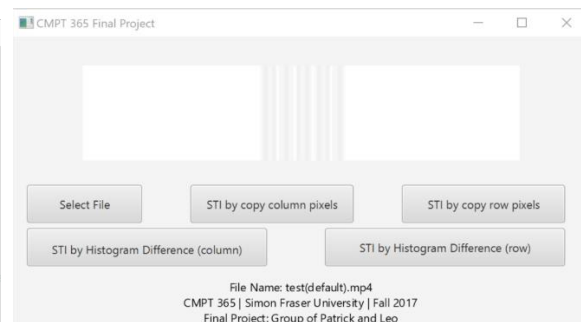 CMPT 365 Final Project
Select File
STI by copy column pixels
STI by copy row pixels
STI by Histogram Difference (column)
STI by Histogram Difference (row)
File Name: test(default).mp4
CMPT 365 | Simon Fraser University | Fall 2017
Final Project: Group of Patrick and Leo